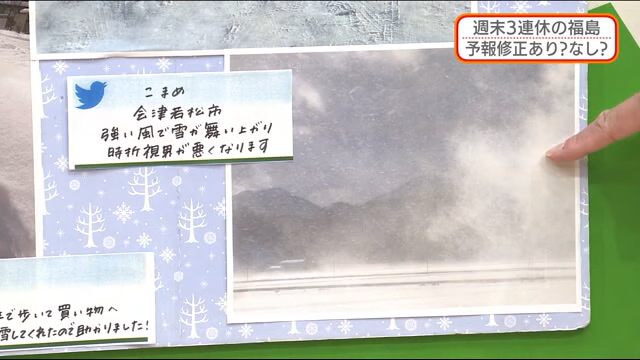 週末3連休の福島
予報修正あり?なし?
こまめ
会津若松市
強い風で雪が舞い上がり
時折視界が悪くなります
で歩いて買い物へ
雪してくれたので助かりました!